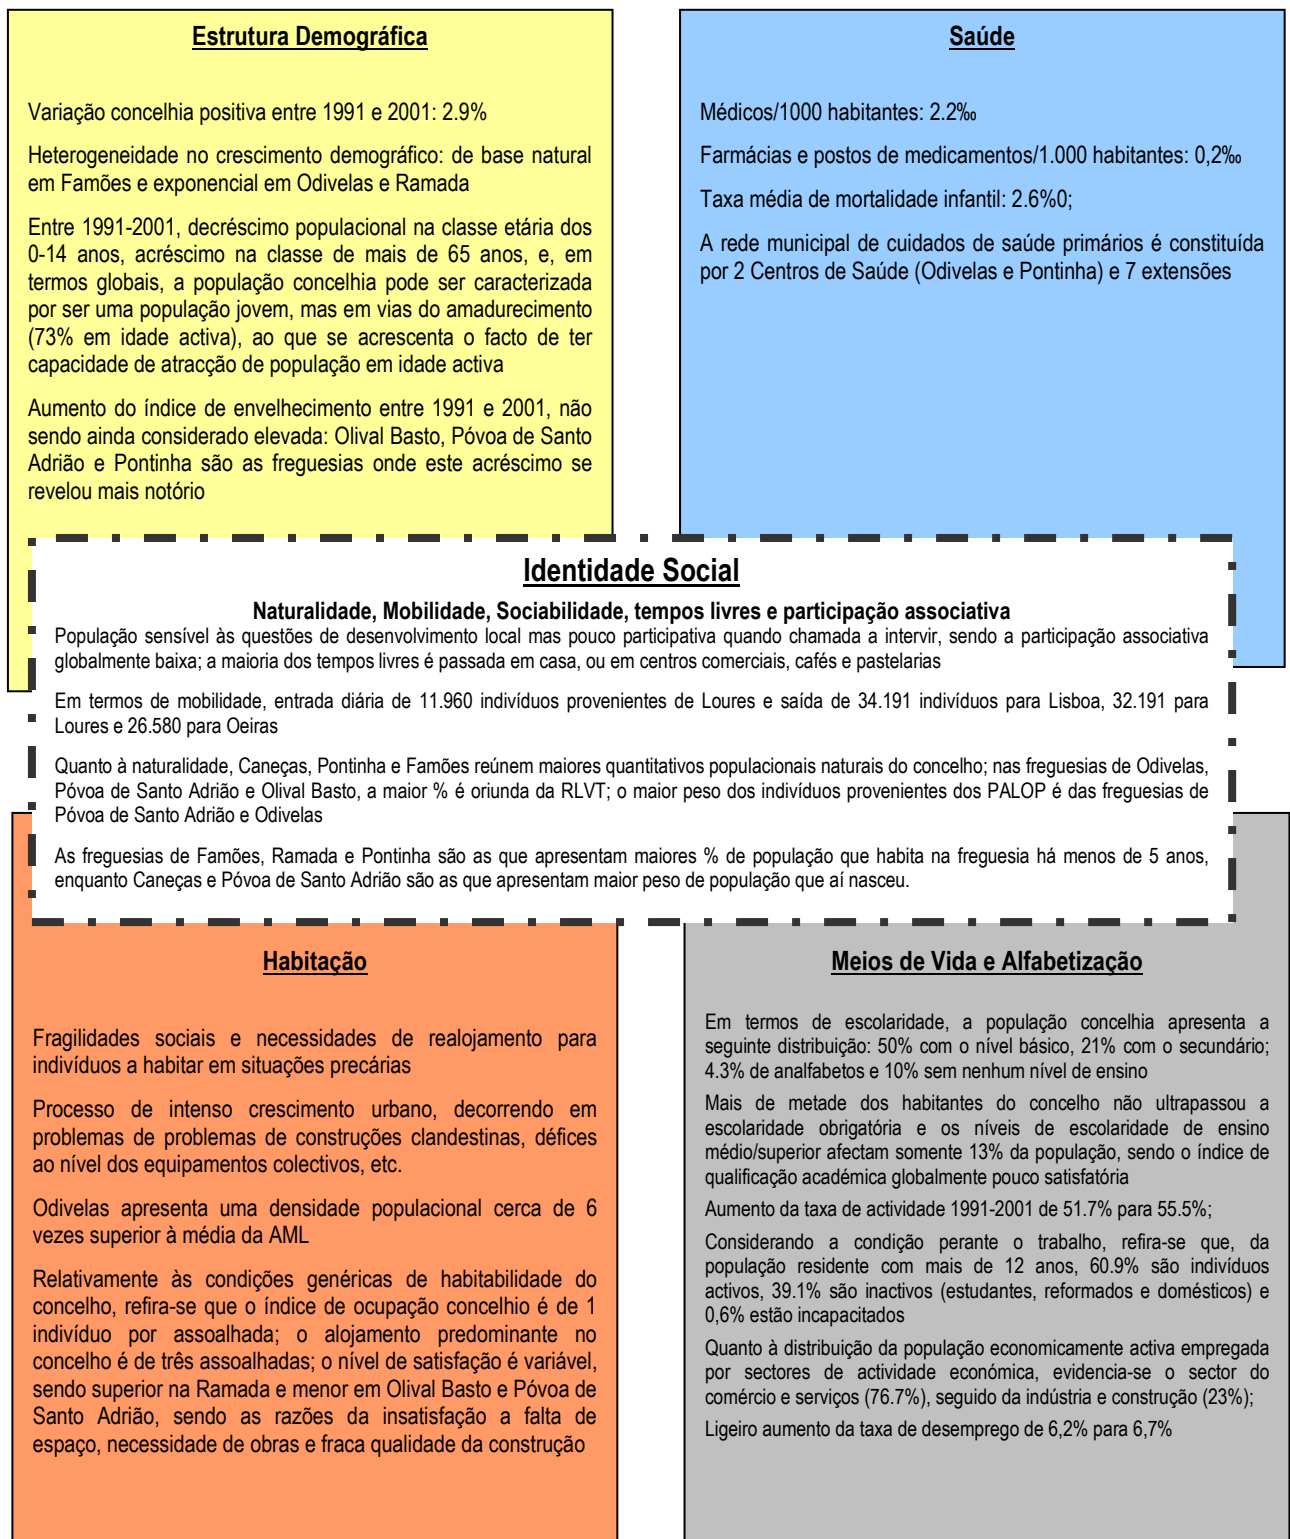 Estrutura Demográfica
Variação concelhia positiva entre 1991 e 2001: 2.9%
Heterogeneidade no crescimento demográfico: de base natural
em Famões e exponencial em Odivelas e Ramada
Entre 1991-2001, decréscimo populacional na classe etária dos
0-14 anos, acréscimo na classe de mais de 65 anos, e, em
termos globais, a população concelhia pode ser caracterizada
por ser uma população jovem, mas em vias do amadurecimento
(73% em idade activa), ao que se acrescenta o facto de ter
capacidade de atracção de população em idade activa
Aumento do índice de envelhecimento entre 1991 e 2001, não
sendo ainda considerado elevada: Olival Basto, Póvoa de Santo
Adrião e Pontinha são as freguesias onde este acréscimo se
revelou mais notório
Saúde
Médicos/1000 habitantes: 2.2‰
Farmácias e postos de medicamentos/1.000 habitantes: 0,2‰
Taxa média de mortalidade infantil: 2.6%0;
A rede municipal de cuidados de saúde primários é constituída
por 2 Centros de Saúde (Odivelas e Pontinha) e 7 extensões
Identidade Social
Naturalidade, Mobilidade, Sociabilidade, tempos livres e participação associativa
População sensível às questões de desenvolvimento local mas pouco participativa quando chamada a intervir, sendo a participação associativa
globalmente baixa; a maioria dos tempos livres é passada em casa, ou em centros comerciais, cafés e pastelarias
Em termos de mobilidade, entrada diária de 11.960 indivíduos provenientes de Loures e saída de 34.191 indivíduos para Lisboa, 32.191 para
Loures e 26.580 para Oeiras
Quanto à naturalidade, Caneças, Pontinha e Famões reúnem maiores quantitativos populacionais naturais do concelho; nas freguesias de Odivelas,
Póvoa de Santo Adrião e Olival Basto, a maior % é oriunda da RLVT; o maior peso dos indivíduos provenientes dos PALOP é das freguesias de
Póvoa de Santo Adrião e Odivelas
As freguesias de Famões, Ramada e Pontinha são as que apresentam maiores % de população que habita na freguesia há menos de 5 anos,
enquanto Caneças e Póvoa de Santo Adrião são as que apresentam maior peso de população que aí nasceu.
Habitação
Fragilidades sociais e necessidades de realojamento para
indivíduos a habitar em situações precárias
Processo de intenso crescimento urbano, decorrendo em
problemas de problemas de construções clandestinas, défices
ao nível dos equipamentos colectivos, etc.
Odivelas apresenta uma densidade populacional cerca de 6
vezes superior à média da AML
Relativamente às condições genéricas de habitabilidade do
concelho, refira-se que o índice de ocupação concelhio é de 1
indivíduo por assoalhada; o alojamento predominante no
concelho é de três assoalhadas; o nível de satisfação é variável,
sendo superior na Ramada e menor em Olival Basto e Póvoa de
Santo Adrião, sendo as razões da insatisfação a falta de
espaço, necessidade de obras e fraca qualidade da construção
Meios de Vida e Alfabetização
Em termos de escolaridade, a população concelhia apresenta a
seguinte distribuição: 50% com o nível básico, 21% com o secundário;
4.3% de analfabetos e 10% sem nenhum nível de ensino
Mais de metade dos habitantes do concelho não ultrapassou a
escolaridade obrigatória e os níveis de escolaridade de ensino
médio/superior afectam somente 13% da população, sendo o índice de
qualificação académica globalmente pouco satisfatória
Aumento da taxa de actividade 1991-2001 de 51.7% para 55.5%;
Considerando a condição perante o trabalho, refira-se que, da
população residente com mais de 12 anos, 60.9% são indivíduos
activos, 39.1% são inactivos (estudantes, reformados e domésticos) e
0,6% estão incapacitados
Quanto à distribuição da população economicamente activa empregada
por sectores de actividade económica, evidencia-se o sector do
comércio e serviços (76.7%), seguido da indústria e construção (23%);
Ligeiro aumento da taxa de desemprego de 6,2% para 6,7%